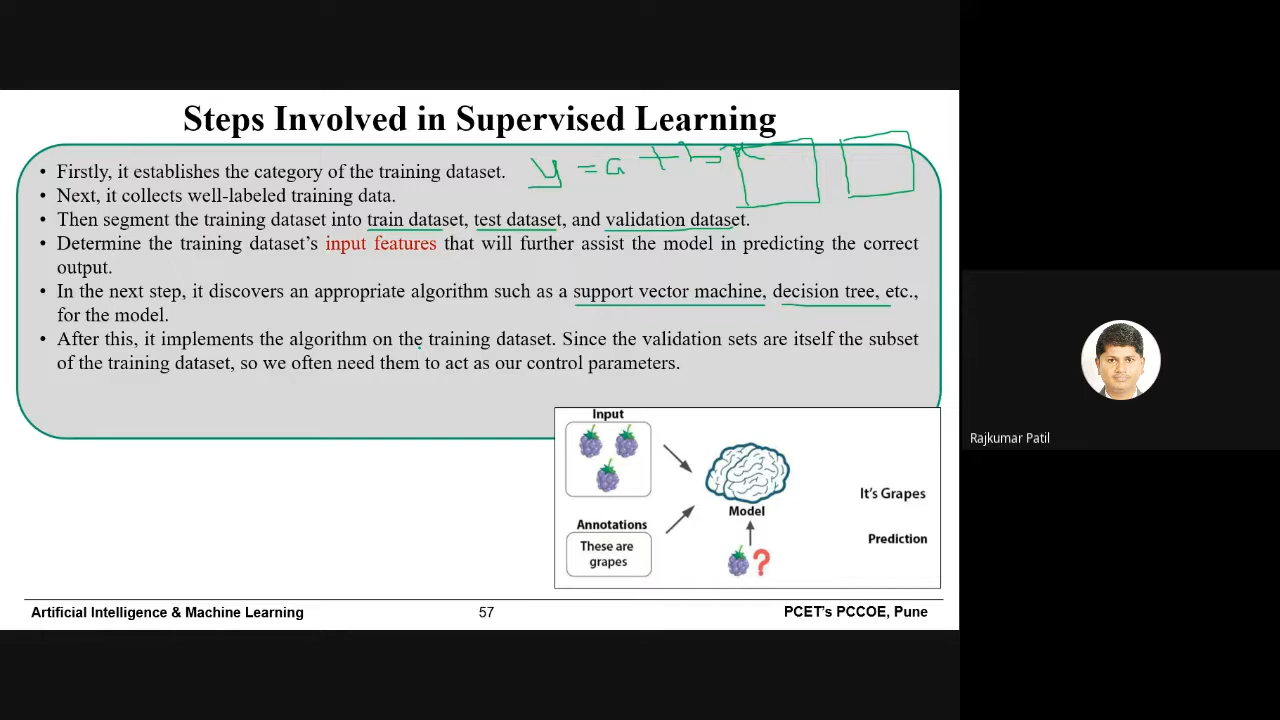 Steps Involved in Supervised Learning
• Firstly, it establishes the category of the training dataset.
y = a + bx
• Next, it collects well-labeled training data.
• Then segment the training dataset into train dataset, test dataset, and validation dataset.
• Determine the training dataset’s input features that will further assist the model in predicting the correct
output.
• In the next step, it discovers an appropriate algorithm such as a support vector machine, decision tree, etc.,
for the model.
• After this, it implements the algorithm on the training dataset. Since the validation sets are itself the subset
of the training dataset, so we often need them to act as our control parameters.
Input
Annotations
These are
grapes
Model
?
It's Grapes
Prediction
Rajkumar Patil
Artificial Intelligence & Machine Learning
57
PCET's PCCOE, Pune